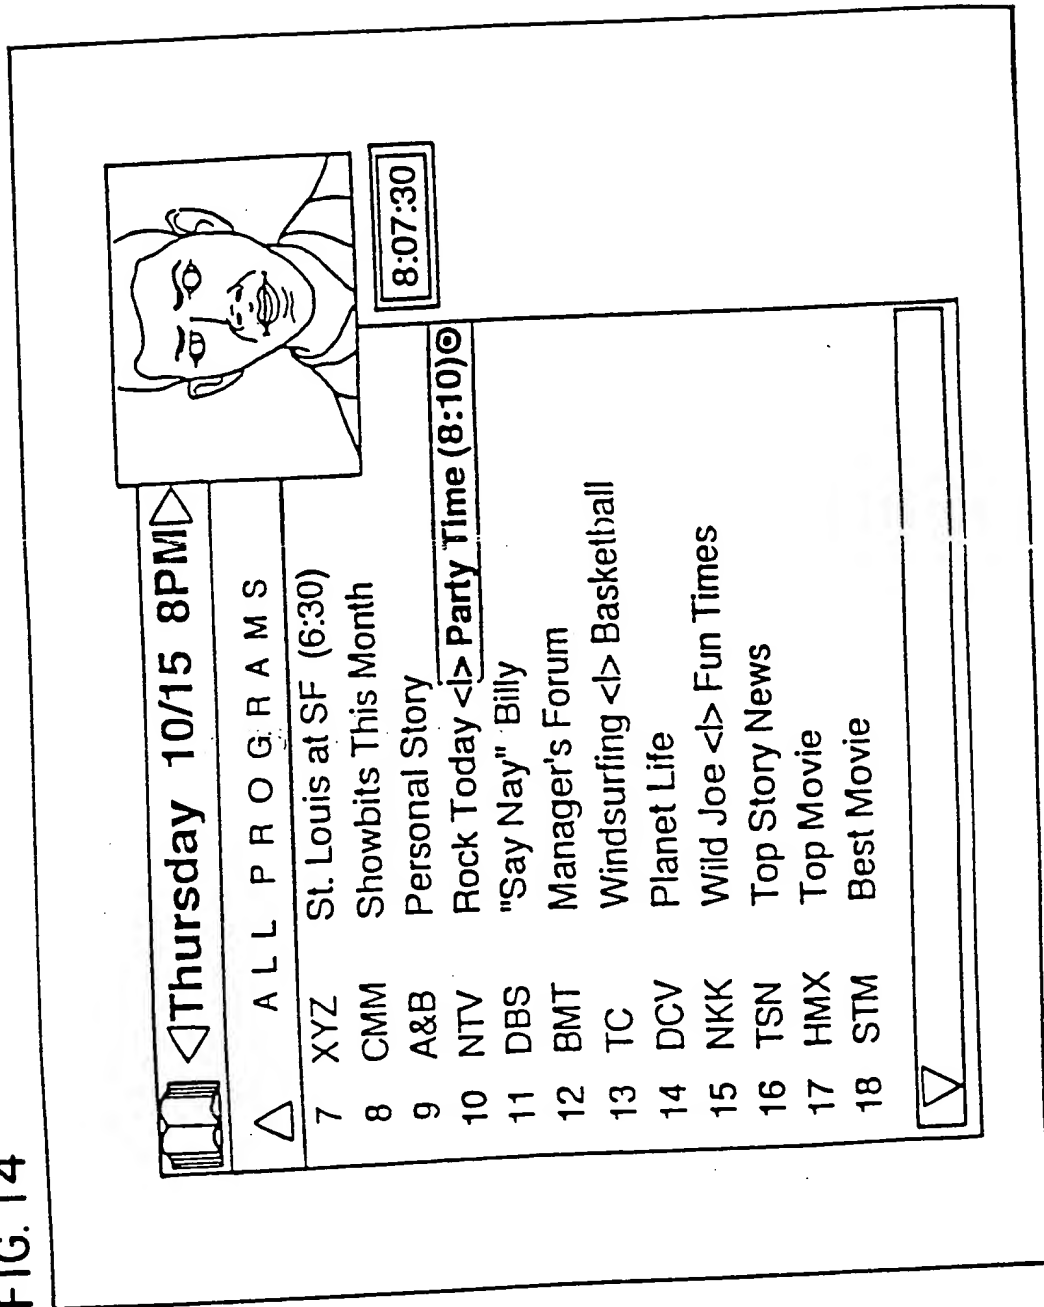 FIG. 14
Thursday 10/15 8PM
ALL PROGRAMS
8:07:30
7 XYZ St. Louis at SF (6:30)
8 CMM Showbits This Month
9 A&B Personal Story
10 NTV Rock Today <|> Party Time (8:10)
11 DBS "Say Nay" Billy
12 BMT Manager's Forum
13 TC Windsurfing <|> Basketball
14 DCV Planet Life
15 NKK Wild Joe <|> Fun Times
16 TSN Top Story News
17 HMX Top Movie
18 STM Best Movie